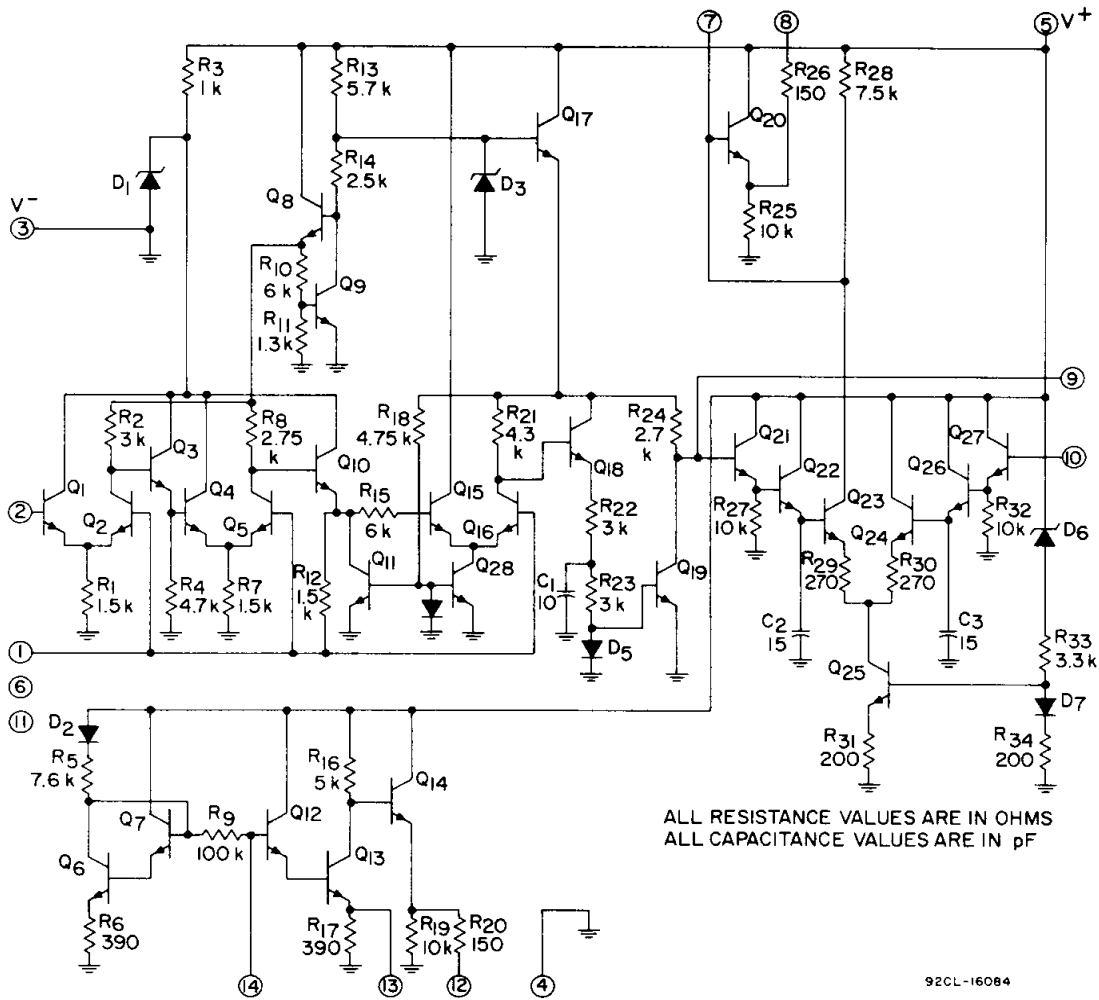 7
8
5 V+
R3
1 k
R13
5.7 k
R26
150
R28
7.5 k
Q17
Q20
R14
2.5 k
D1
Q8
D3
V-
3
R25
10 k
R10
6 k
Q9
R11
1.3 k
9
R2
3 k
R8
2.75
k
R18
4.75 k
R21
4.3
k
R24
2.7
k
Q21
Q27
Q3
Q10
Q18
Q22
Q26
10
Q1
Q4
R15
6 k
Q15
2
Q2
Q5
Q16
R22
3 k
R27
10 k
Q23
R32
10 k
Q24
D6
Q11
Q28
Q19
R29
270
R30
270
R1
1.5 k
R4
4.7 k
R7
1.5 k
R12
1.5
k
C1
10
R23
3 k
C2
15
C3
15
R33
3.3 k
1
D5
Q25
6
11
D2
D7
R5
7.6 k
R16
5 k
Q14
R31
200
R34
200
Q7
R9
100 k
Q12
Q13
Q6
ALL RESISTANCE VALUES ARE IN OHMS
ALL CAPACITANCE VALUES ARE IN pF
R6
390
R17
390
R19
10k
R20
150
14
13
12
4
92CL-16084